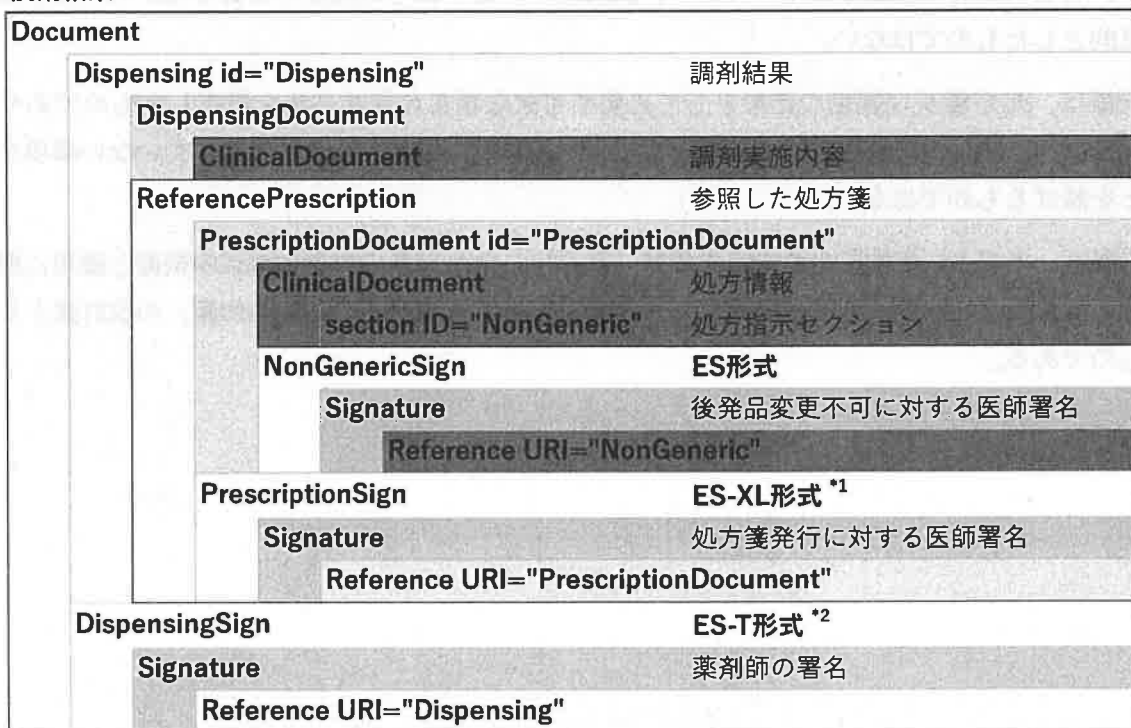 Document
Dispensing id="Dispensing" 調剤結果
DispensingDocument
ClinicalDocument 調剤実施内容
ReferencePrescription 参照した処方箋
PrescriptionDocument id="PrescriptionDocument"
ClinicalDocument 処方情報
section ID="NonGeneric" 処方指示セクション
NonGenericSign ES形式
Signature 後発品変更不可に対する医師署名
Reference URI="NonGeneric"
PrescriptionSign ES-XL形式 *1
Signature 処方箋発行に対する医師署名
Reference URI="PrescriptionDocument"
DispensingSign ES-T形式 *2
Signature 薬剤師の署名
Reference URI="Dispensing"